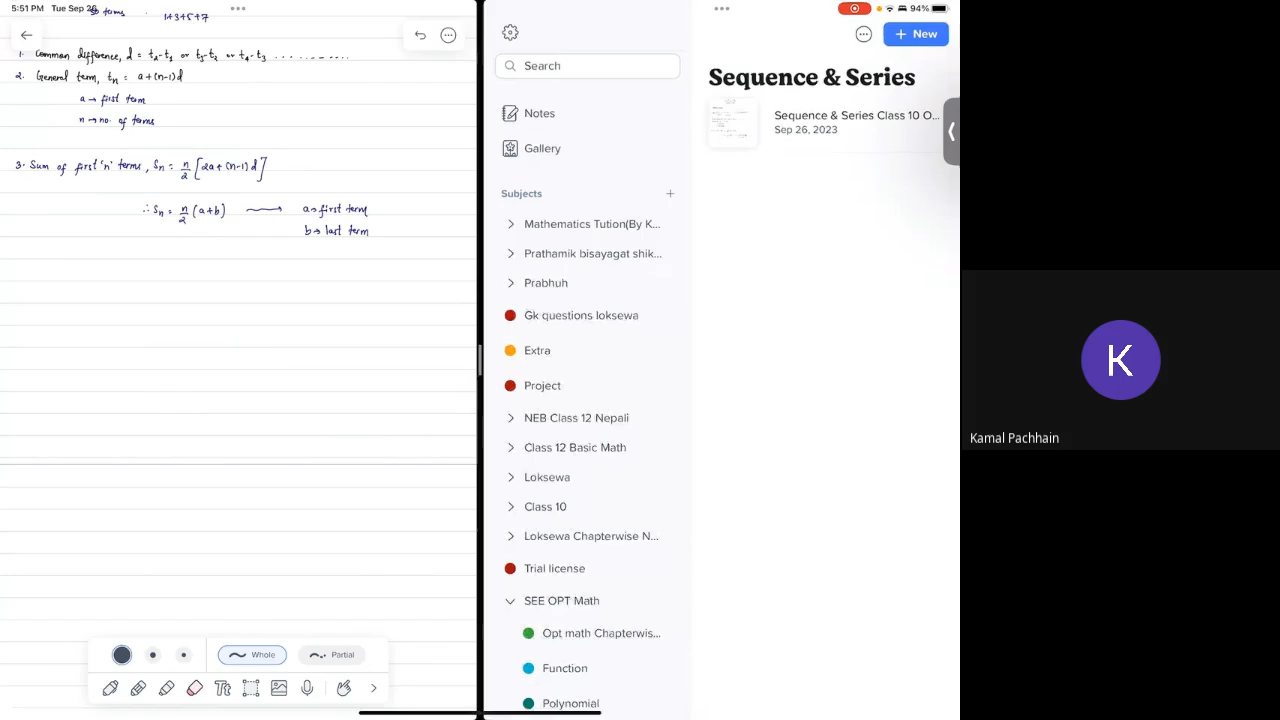 5:51 PM Tue Sep 26
terms
1+3+5+7
1. Common difference, d = t2-t1 t3-t2 or t4-t3 ..........
2. General term, tn = a+(n-1)d
a → first term
n → no. of terms
3. Sum of first 'n' terms, Sn = n/2 [2a+(n-1)d]
∴ Sn = n/2 (a+b) → a → first term
b → last term
Whole
Partial
Tt
Search
Notes
Gallery
Subjects
Mathematics Tution(By K...
Prathamik bisayagat shik...
Prabhuh
Gk questions loksewa
Extra
Project
NEB Class 12 Nepali
Class 12 Basic Math
Loksewa
Class 10
Loksewa Chapterwise N...
Trial license
SEE OPT Math
Opt math Chapterwis...
Function
Polynomial
94%
New
Sequence & Series
Sequence & Series Class 10 O...
Sep 26, 2023
K
Kamal Pachhain